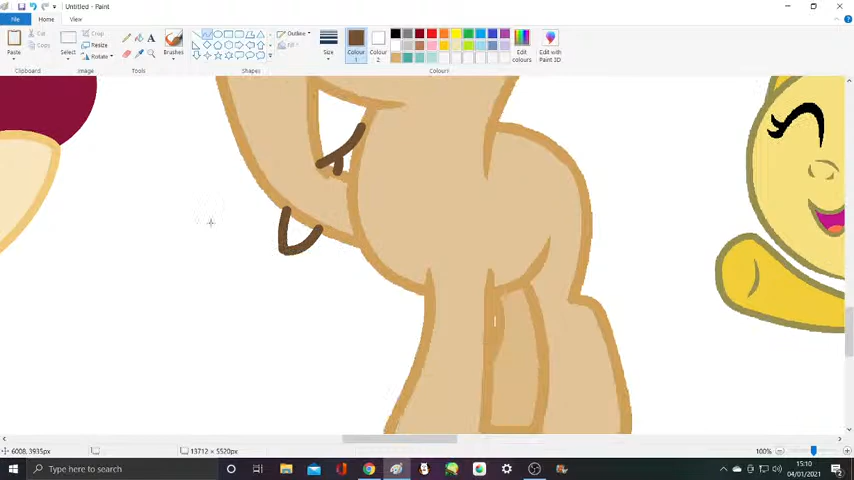 Untitled - Paint
File
Home
View
Paste
Cut
Copy
Clipboard
Select
Crop
Resize
Rotate
Image
Tools
Brushes
Outline
Fill
Shapes
Size
Colour 1
Colour 2
Edit colours
Colours
Edit with Paint 3D
6008, 3935px
13712 × 5520px
100%
Type here to search
15:10
04/01/2021